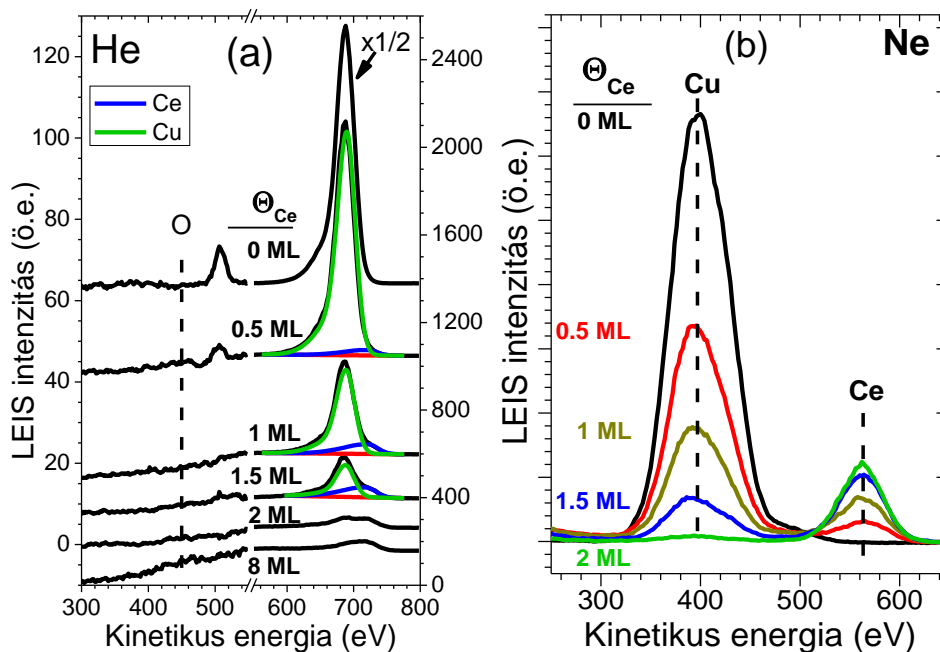 He
(a)
x1/2
Ce
Cu
O
Θ
Ce
0 ML
0.5 ML
1 ML
1.5 ML
2 ML
8 ML
LEIS intenzitás (ö.e.)
120
100
80
60
40
20
0
2400
2000
1600
1200
800
400
0
300 400 500 600 700 800
Kinetikus energia (eV)
(b)
Ne
Θ
Ce
0 ML
Cu
0.5 ML
1 ML
1.5 ML
2 ML
Ce
LEIS intenzitás (ö.e.)
300 400 500 600
Kinetikus energia (eV)